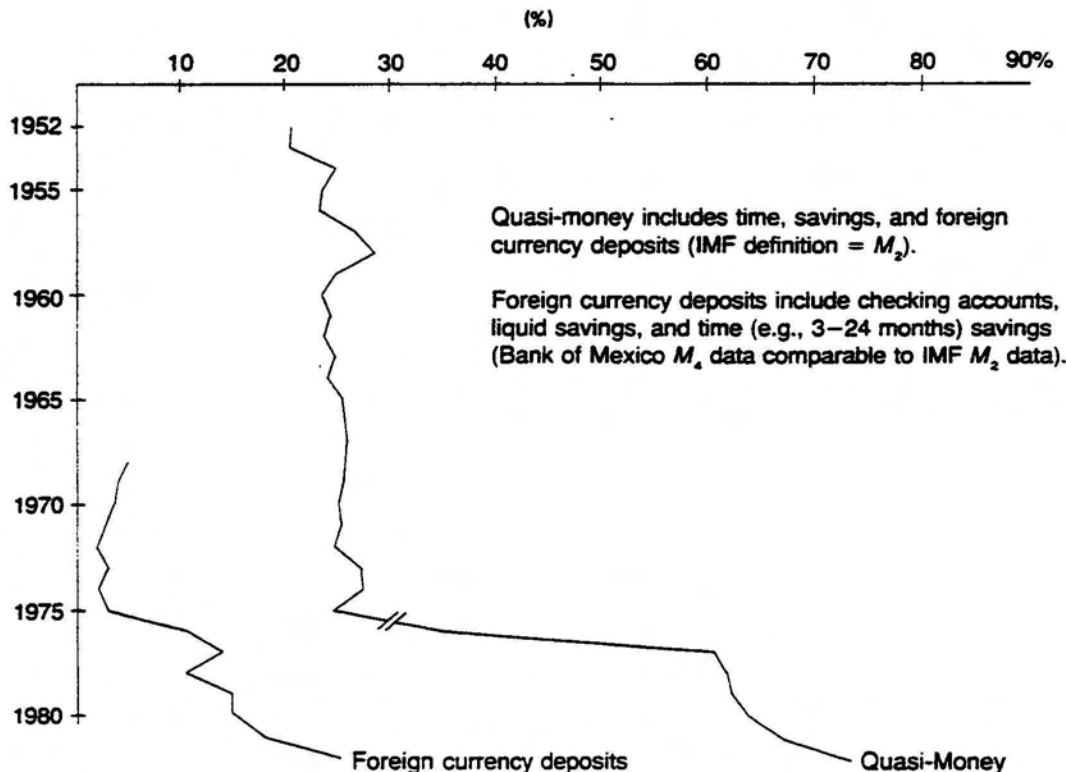 (%)
10 20 30 40 50 60 70 80 90%
1952
1955
Quasi-money includes time, savings, and foreign
currency deposits (IMF definition = M₂).
1960
Foreign currency deposits include checking accounts,
liquid savings, and time (e.g., 3–24 months) savings
(Bank of Mexico M₄ data comparable to IMF M₂ data).
1965
1970
1975
1980
Foreign currency deposits Quasi-Money